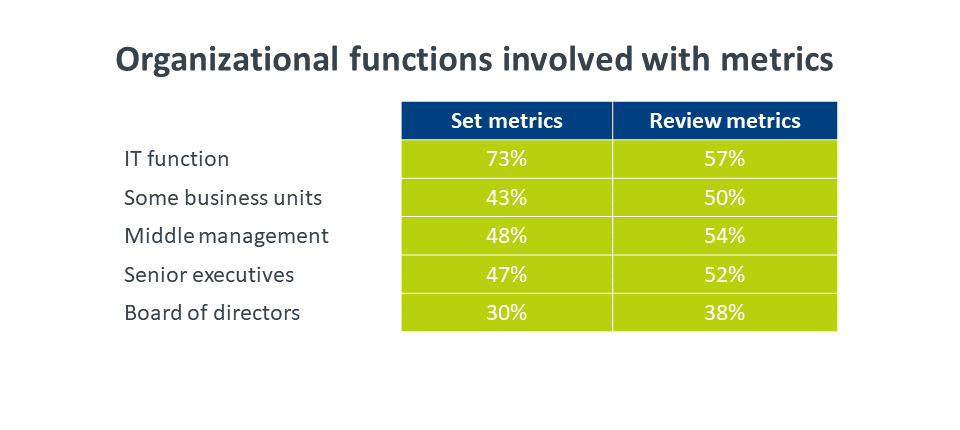 Organizational functions involved with metrics
Set metrics Review metrics
IT function 73% 57%
Some business units 43% 50%
Middle management 48% 54%
Senior executives 47% 52%
Board of directors 30% 38%